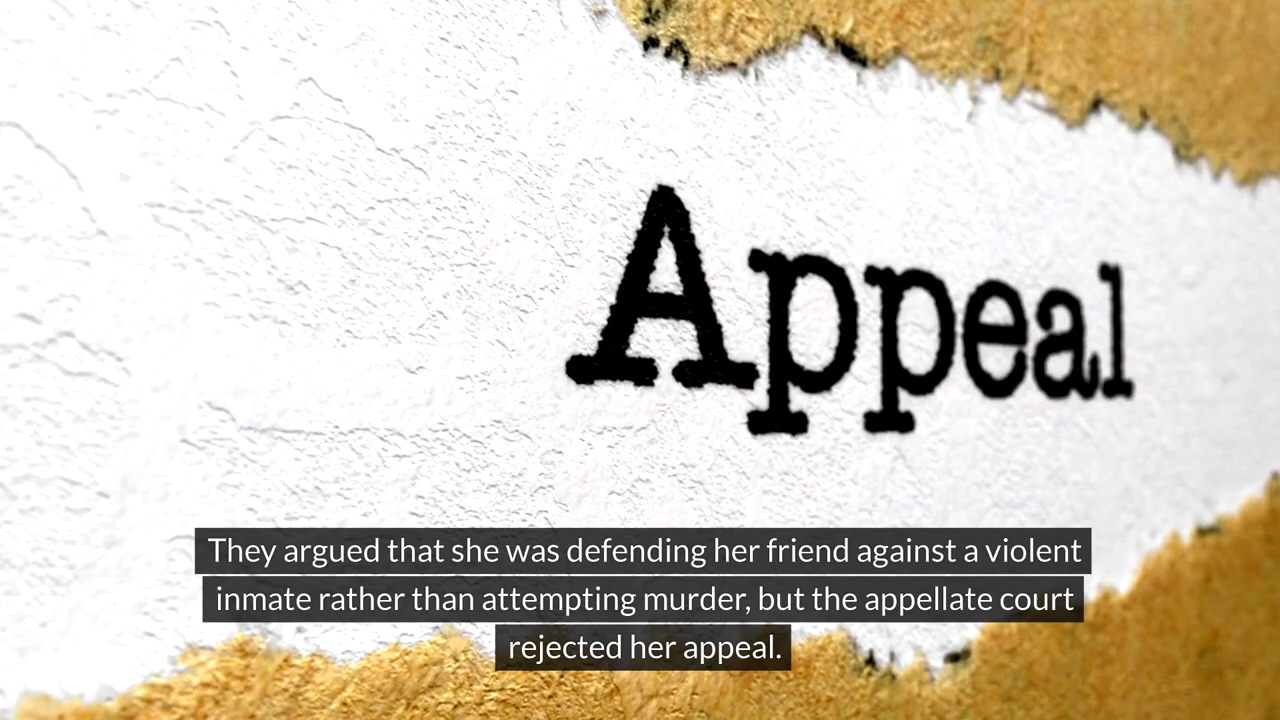 Appeal
They argued that she was defending her friend against a violent
inmate rather than attempting murder, but the appellate court
rejected her appeal.